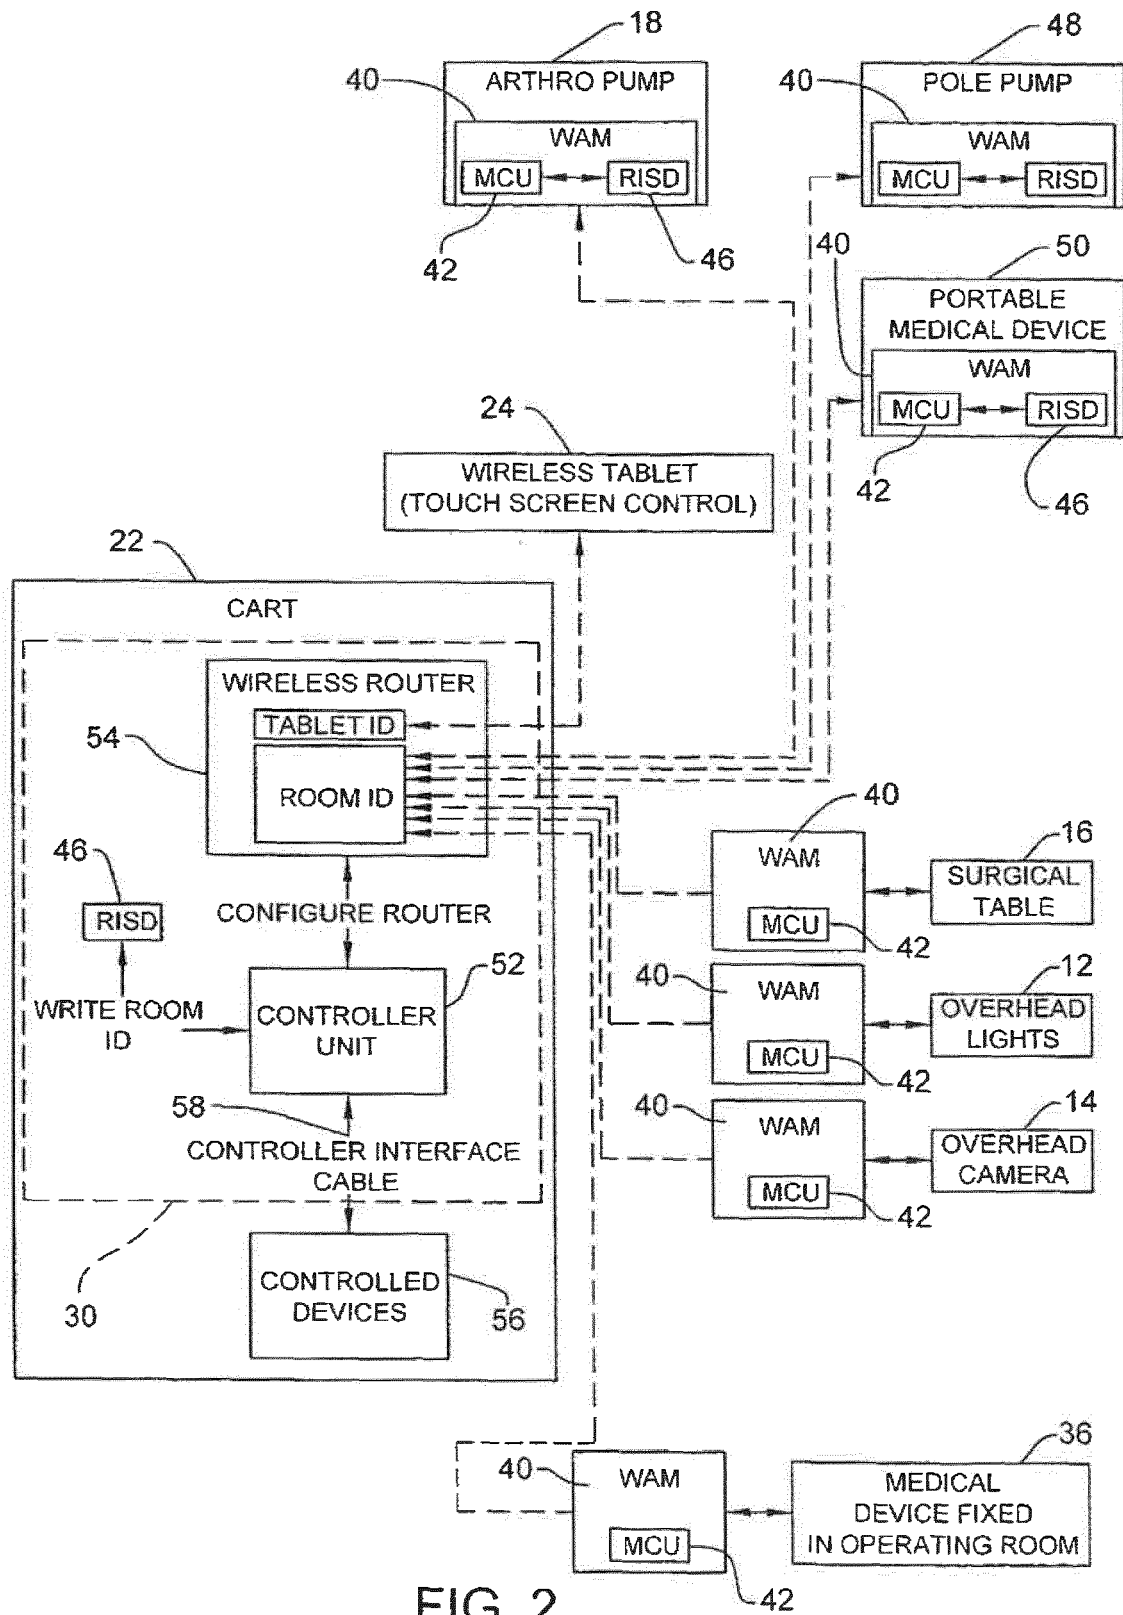 18
ARTHRO PUMP
40
WAM
MCU
RISD
42
46
48
POLE PUMP
40
WAM
MCU
RISD
50
PORTABLE
MEDICAL DEVICE
40
WAM
MCU
RISD
42
46
24
WIRELESS TABLET
(TOUCH SCREEN CONTROL)
22
CART
WIRELESS ROUTER
TABLET ID
54
ROOM ID
46
RISD
CONFIGURE ROUTER
52
WRITE ROOM
ID
CONTROLLER
UNIT
58
CONTROLLER INTERFACE
CABLE
30
CONTROLLED
DEVICES
56
40
WAM
MCU
42
16
SURGICAL
TABLE
40
WAM
MCU
42
12
OVERHEAD
LIGHTS
40
WAM
MCU
42
14
OVERHEAD
CAMERA
40
WAM
MCU
42
36
MEDICAL
DEVICE FIXED
IN OPERATING ROOM
FIG. 2